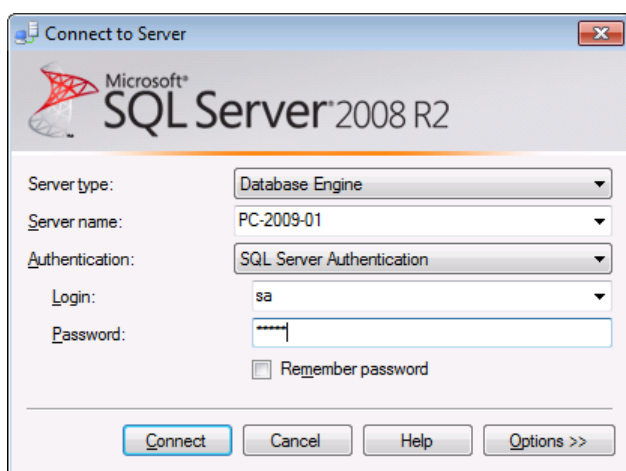 Connect to Server
Microsoft®
SQL Server® 2008 R2
Server type: Database Engine
Server name: PC-2009-01
Authentication: SQL Server Authentication
Login: sa
Password: *****
Remember password
Connect Cancel Help Options >>